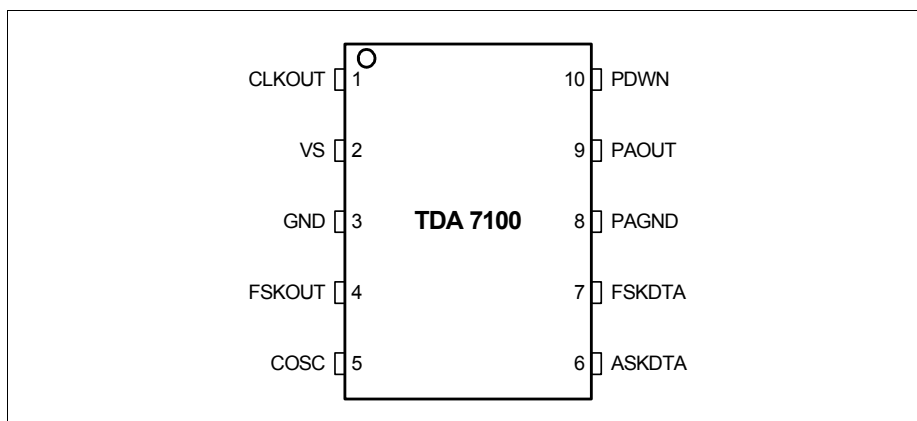 CLKOUT 1 10 PDWN
VS 2 9 PAOUT
GND 3 TDA 7100 8 PAGND
FSKOUT 4 7 FSKDTA
COSC 5 6 ASKDTA